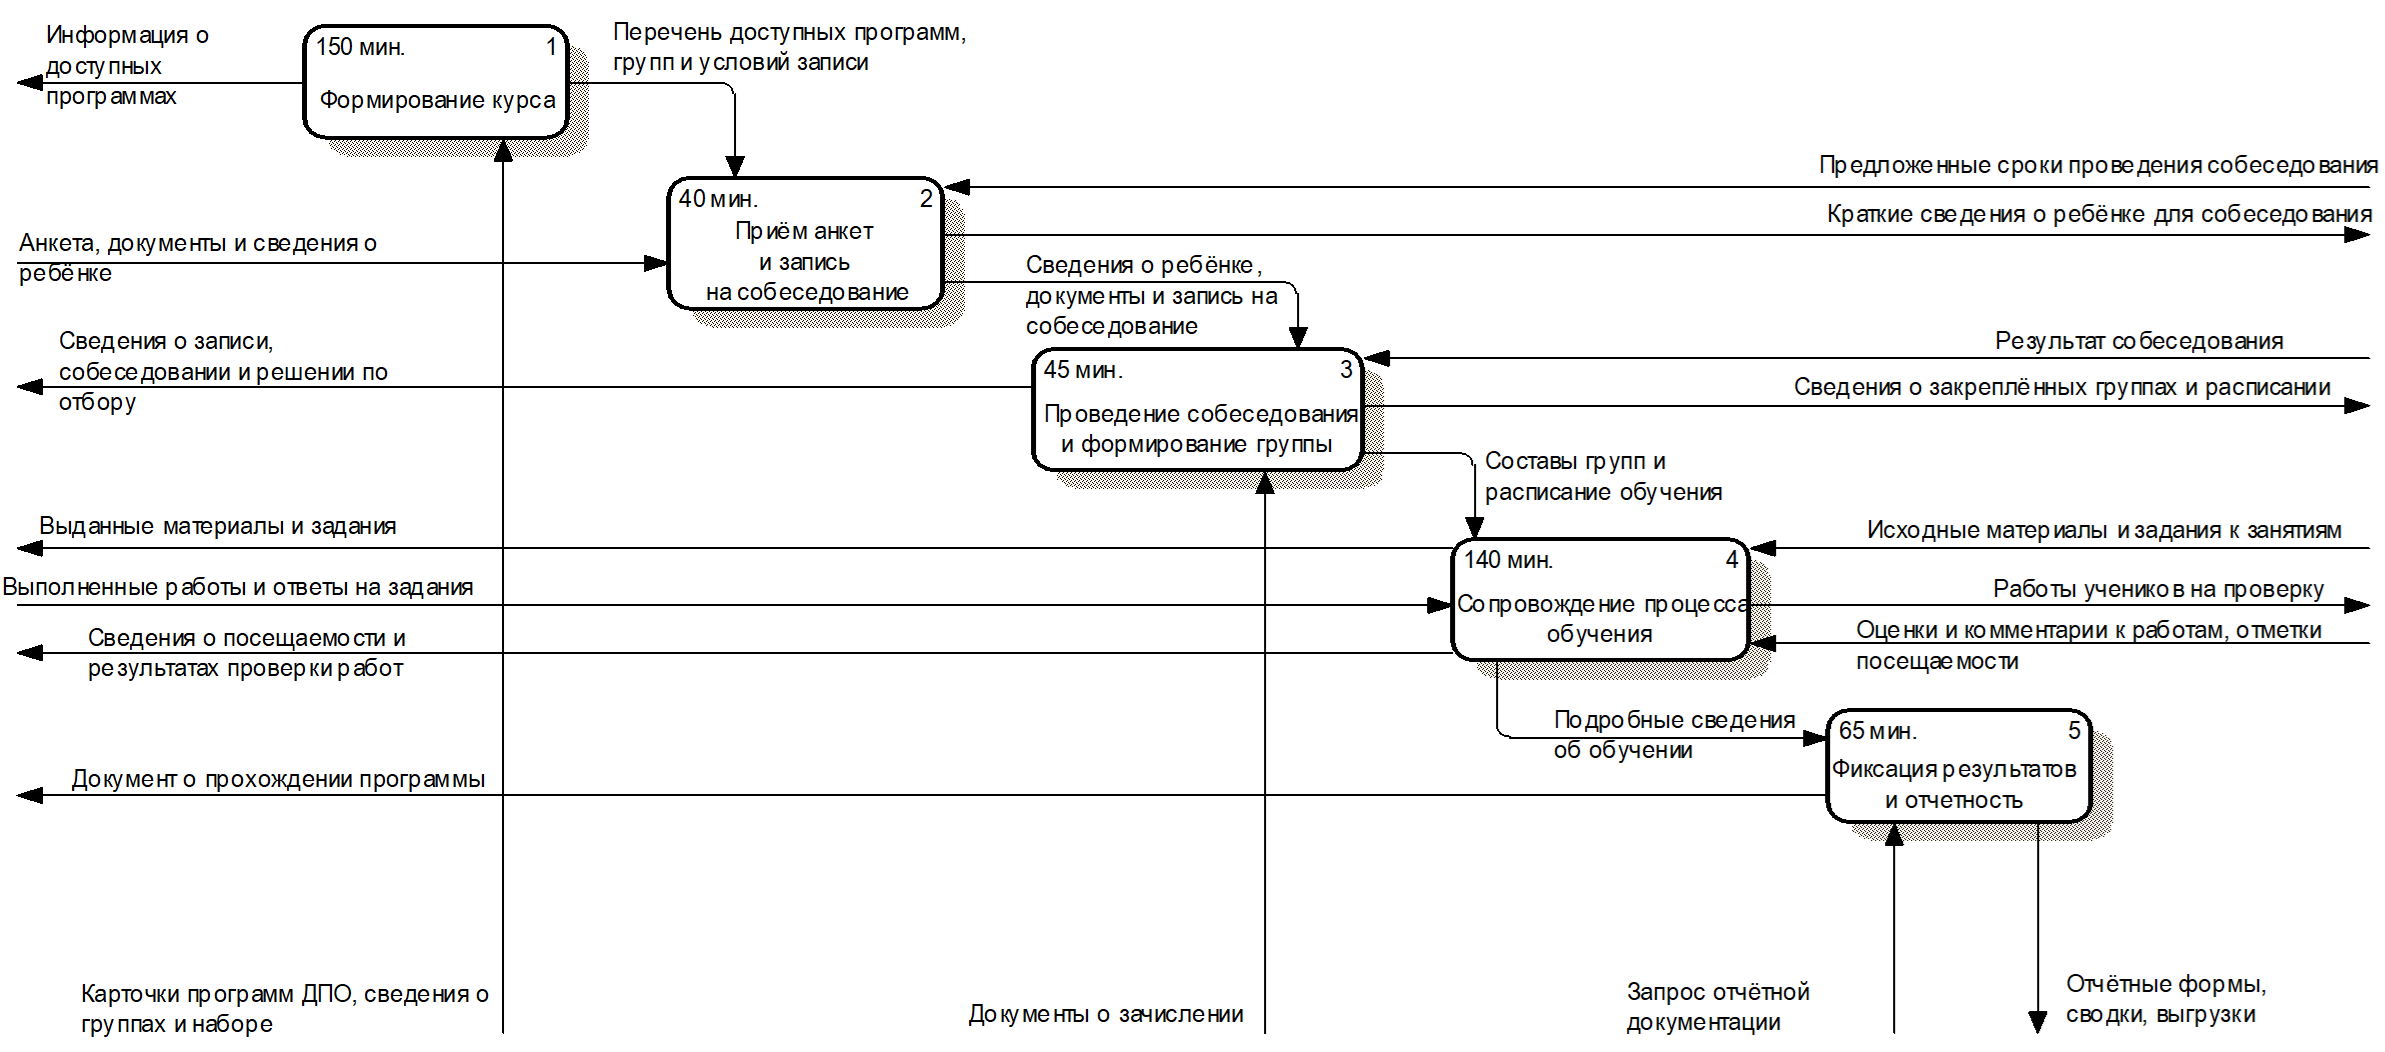 Информация о
доступных
программах
150 мин.
1
Формирование курса
Перечень доступных программ,
групп и условий записи
Предложенные сроки проведения собеседования
40 мин.
2
Приём анкет
и запись
на собеседование
Краткие сведения о ребёнке для собеседования
Анкета, документы и сведения о
ребёнке
Сведения о ребёнке,
документы и запись на
собеседование
Сведения о записи,
собеседовании и решении по
отбору
Результат собеседования
45 мин.
3
Проведение собеседования
и формирование группы
Сведения о закреплённых группах и расписании
Составы групп и
расписание обучения
Выданные материалы и задания
Исходные материалы и задания к занятиям
140 мин.
4
Сопровождение процесса
обучения
Выполненные работы и ответы на задания
Работы учеников на проверку
Сведения о посещаемости и
результатах проверки работ
Оценки и комментарии к работам, отметки
посещаемости
Подробные сведения
об обучении
65 мин.
5
Фиксация результатов
и отчетность
Документ о прохождении программы
Карточки программ ДПО, сведения о
группах и наборе
Документы о зачислении
Запрос отчётной
документации
Отчётные формы,
сводки, выгрузки